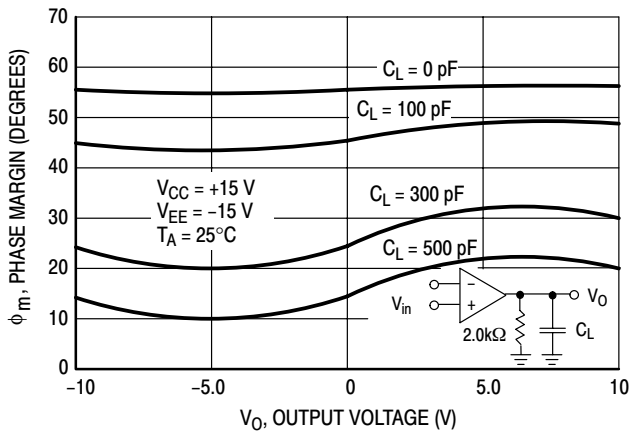 70
60
50
40
30
20
10
0
ϕm, PHASE MARGIN (DEGREES)
CL = 0 pF
CL = 100 pF
VCC = +15 V
VEE = −15 V
TA = 25°C
CL = 300 pF
CL = 500 pF
−
+
Vin
VO
2.0kΩ
CL
−10
−5.0
0
5.0
10
VO, OUTPUT VOLTAGE (V)